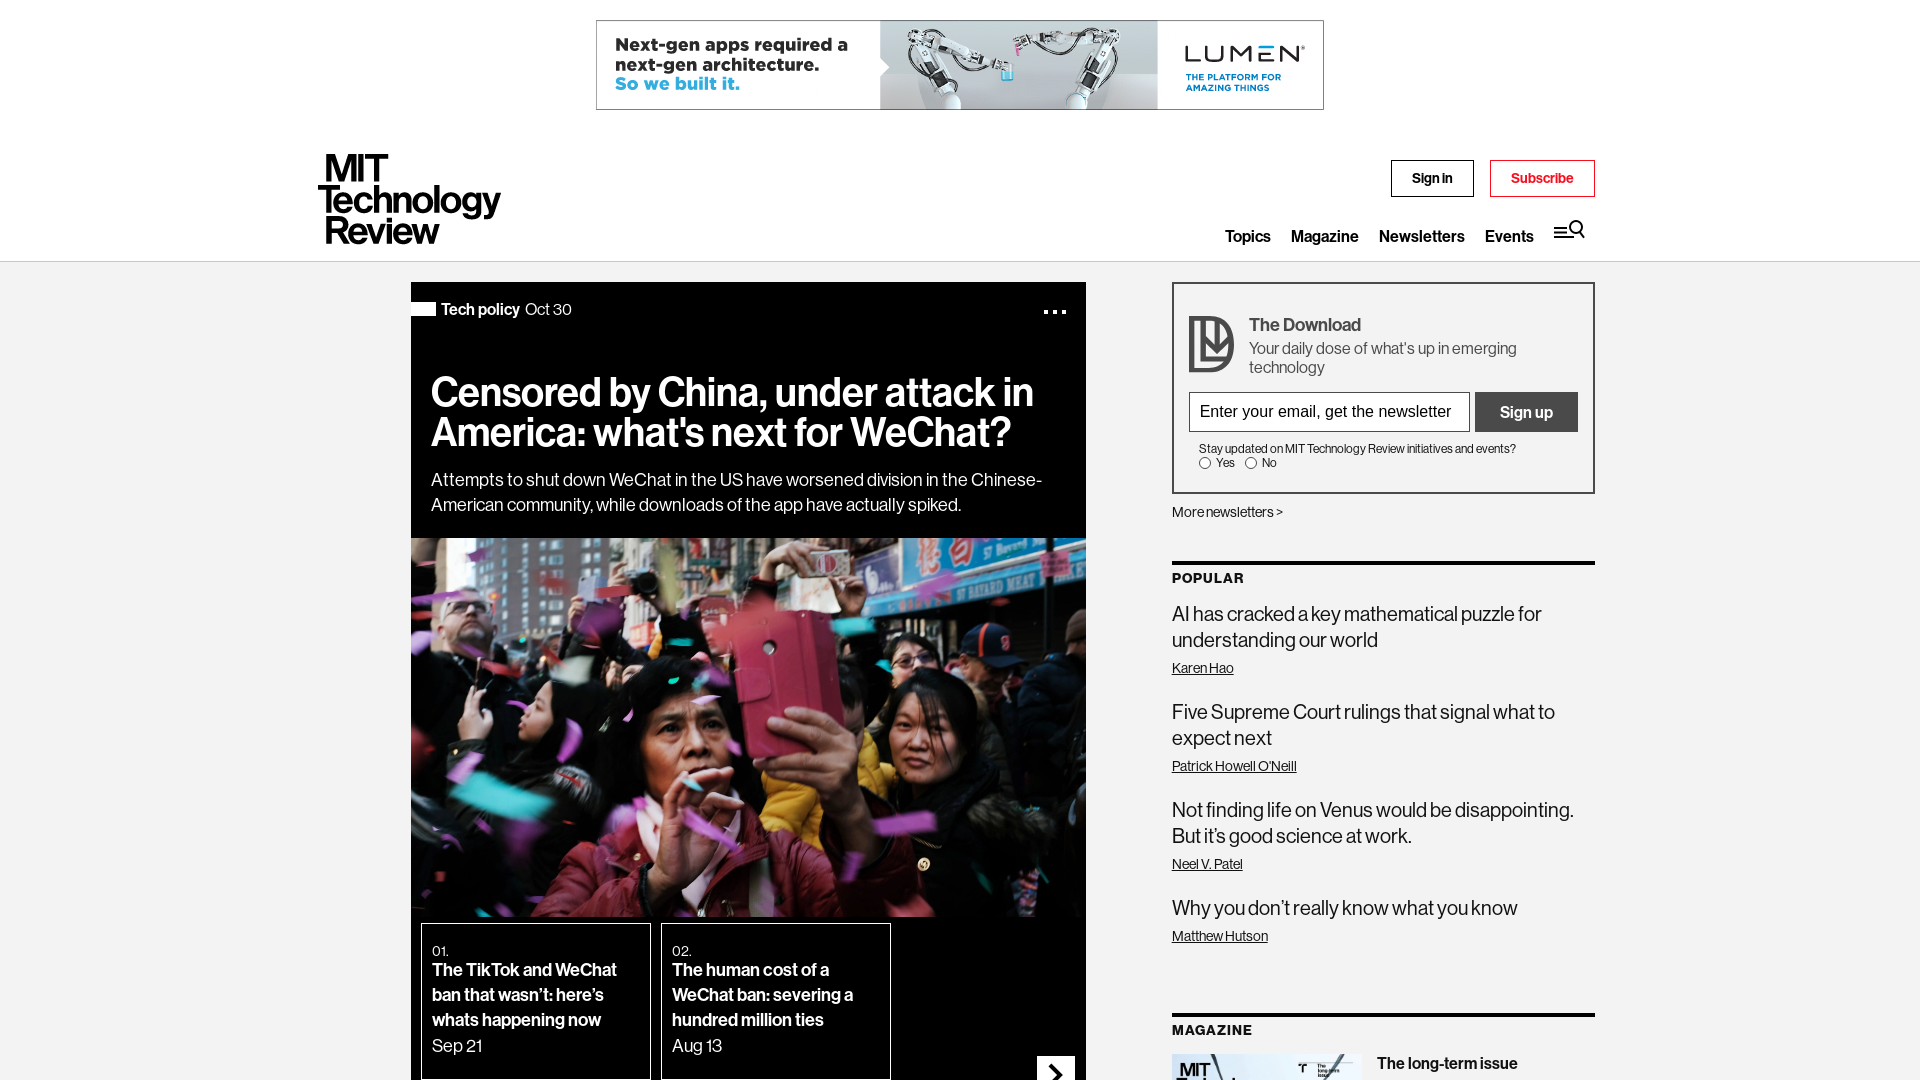 Next-gen apps required a
next-gen architecture.
So we built it.
LUMEN®
THE PLATFORM FOR
AMAZING THINGS
MIT
Technology
Review
Sign in
Subscribe
Topics
Magazine
Newsletters
Events
Tech policy Oct 30
Censored by China, under attack in
America: what's next for WeChat?
Attempts to shut down WeChat in the US have worsened division in the Chinese-
American community, while downloads of the app have actually spiked.
57 BAYARD MEAT
01.
The TikTok and WeChat
ban that wasn’t: here’s
whats happening now
Sep 21
02.
The human cost of a
WeChat ban: severing a
hundred million ties
Aug 13
The Download
Your daily dose of what's up in emerging
technology
Enter your email, get the newsletter
Sign up
Stay updated on MIT Technology Review initiatives and events?
Yes No
More newsletters >
POPULAR
AI has cracked a key mathematical puzzle for
understanding our world
Karen Hao
Five Supreme Court rulings that signal what to
expect next
Patrick Howell O'Neill
Not finding life on Venus would be disappointing.
But it’s good science at work.
Neel V. Patel
Why you don’t really know what you know
Matthew Hutson
MAGAZINE
MIT
The long-term issue